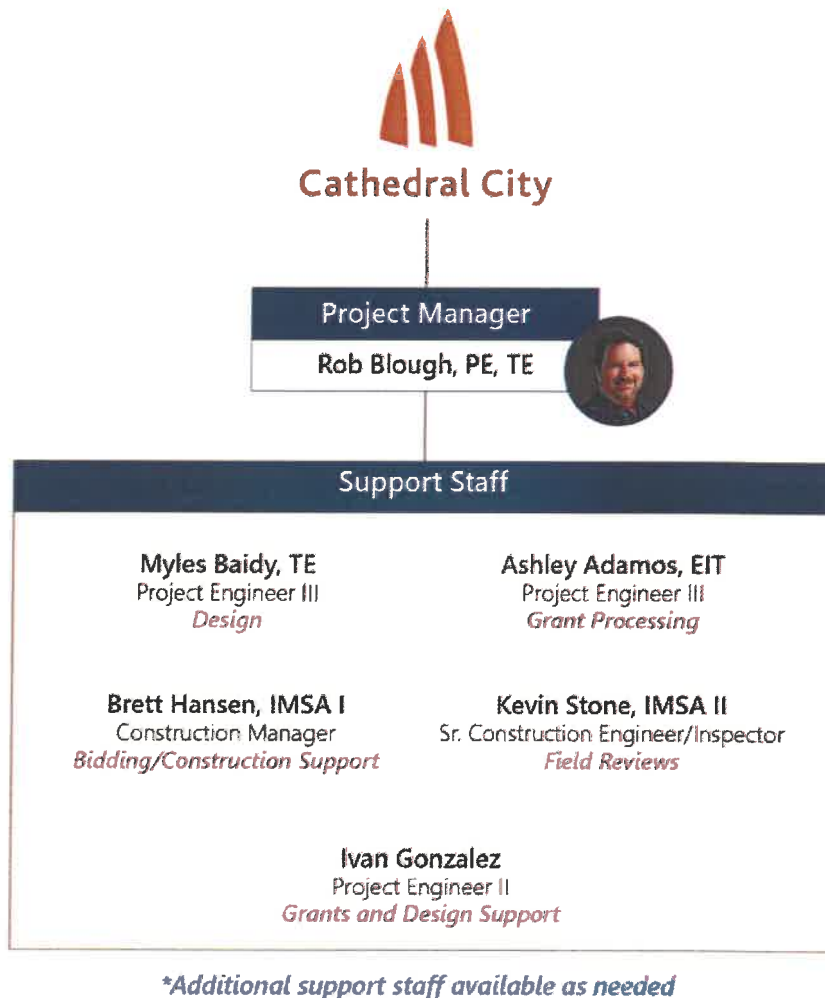 Cathedral City
Project Manager
Rob Blough, PE, TE
Support Staff
Myles Baidy, TE
Project Engineer III
Design
Ashley Adamos, EIT
Project Engineer III
Grant Processing
Brett Hansen, IMSA I
Construction Manager
Bidding/Construction Support
Kevin Stone, IMSA II
Sr. Construction Engineer/Inspector
Field Reviews
Ivan Gonzalez
Project Engineer II
Grants and Design Support
*Additional support staff available as needed